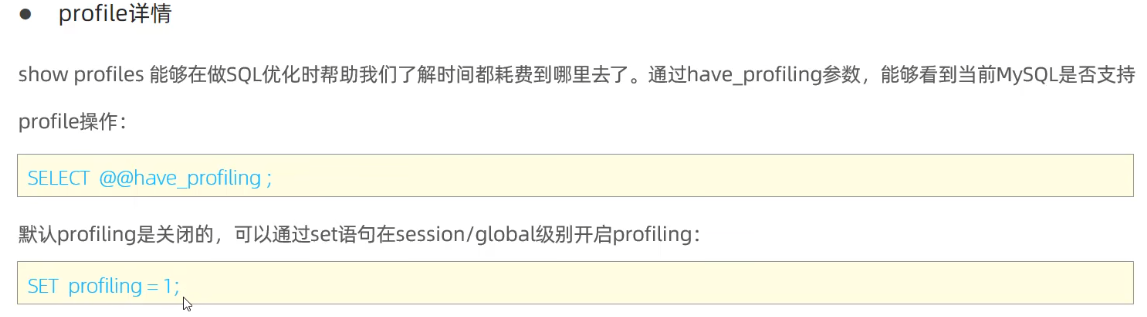 ● profile详情
show profiles 能够在做SQL优化时帮助我们了解时间都耗费到哪里去了。通过have_profiling参数，能够看到当前MySQL是否支持
profile操作：
SELECT @@have_profiling ;
默认profiling是关闭的，可以通过set语句在session/global级别开启profiling：
SET profiling = 1;